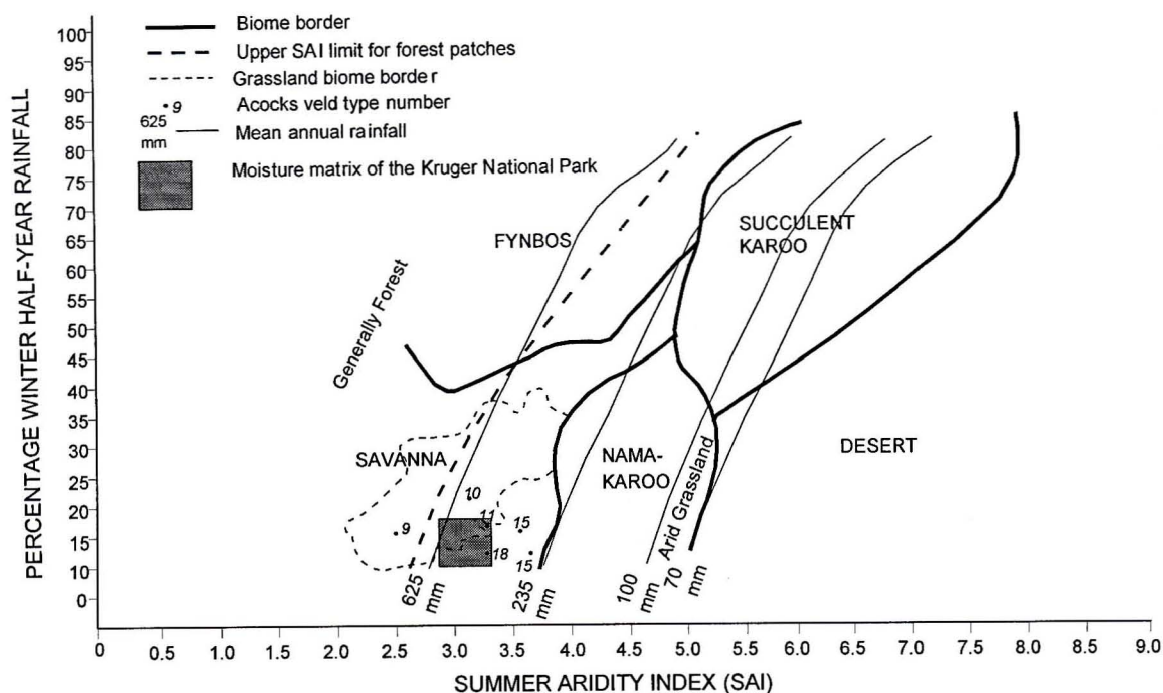 PERCENTAGE WINTER HALF-YEAR RAINFALL
100
95
90
85
80
75
70
65
60
55
50
45
40
35
30
25
20
15
10
5
0
Biome border
Upper SAI limit for forest patches
Grassland biome border
9 Acocks veld type number
625 mm Mean annual rainfall
Moisture matrix of the Kruger National Park
FYNBOS
SUCCULENT
KAROO
Generally Forest
SAVANNA
NAMA-
KAROO
Arid Grassland
DESERT
10
9
11
15
18
15
625 mm
235 mm
100 mm
70 mm
0 0.5 1.0 1.5 2.0 2.5 3.0 3.5 4.0 4.5 5.0 5.5 6.0 6.5 7.0 7.5 8.0 8.5 9.0
SUMMER ARIDITY INDEX (SAI)